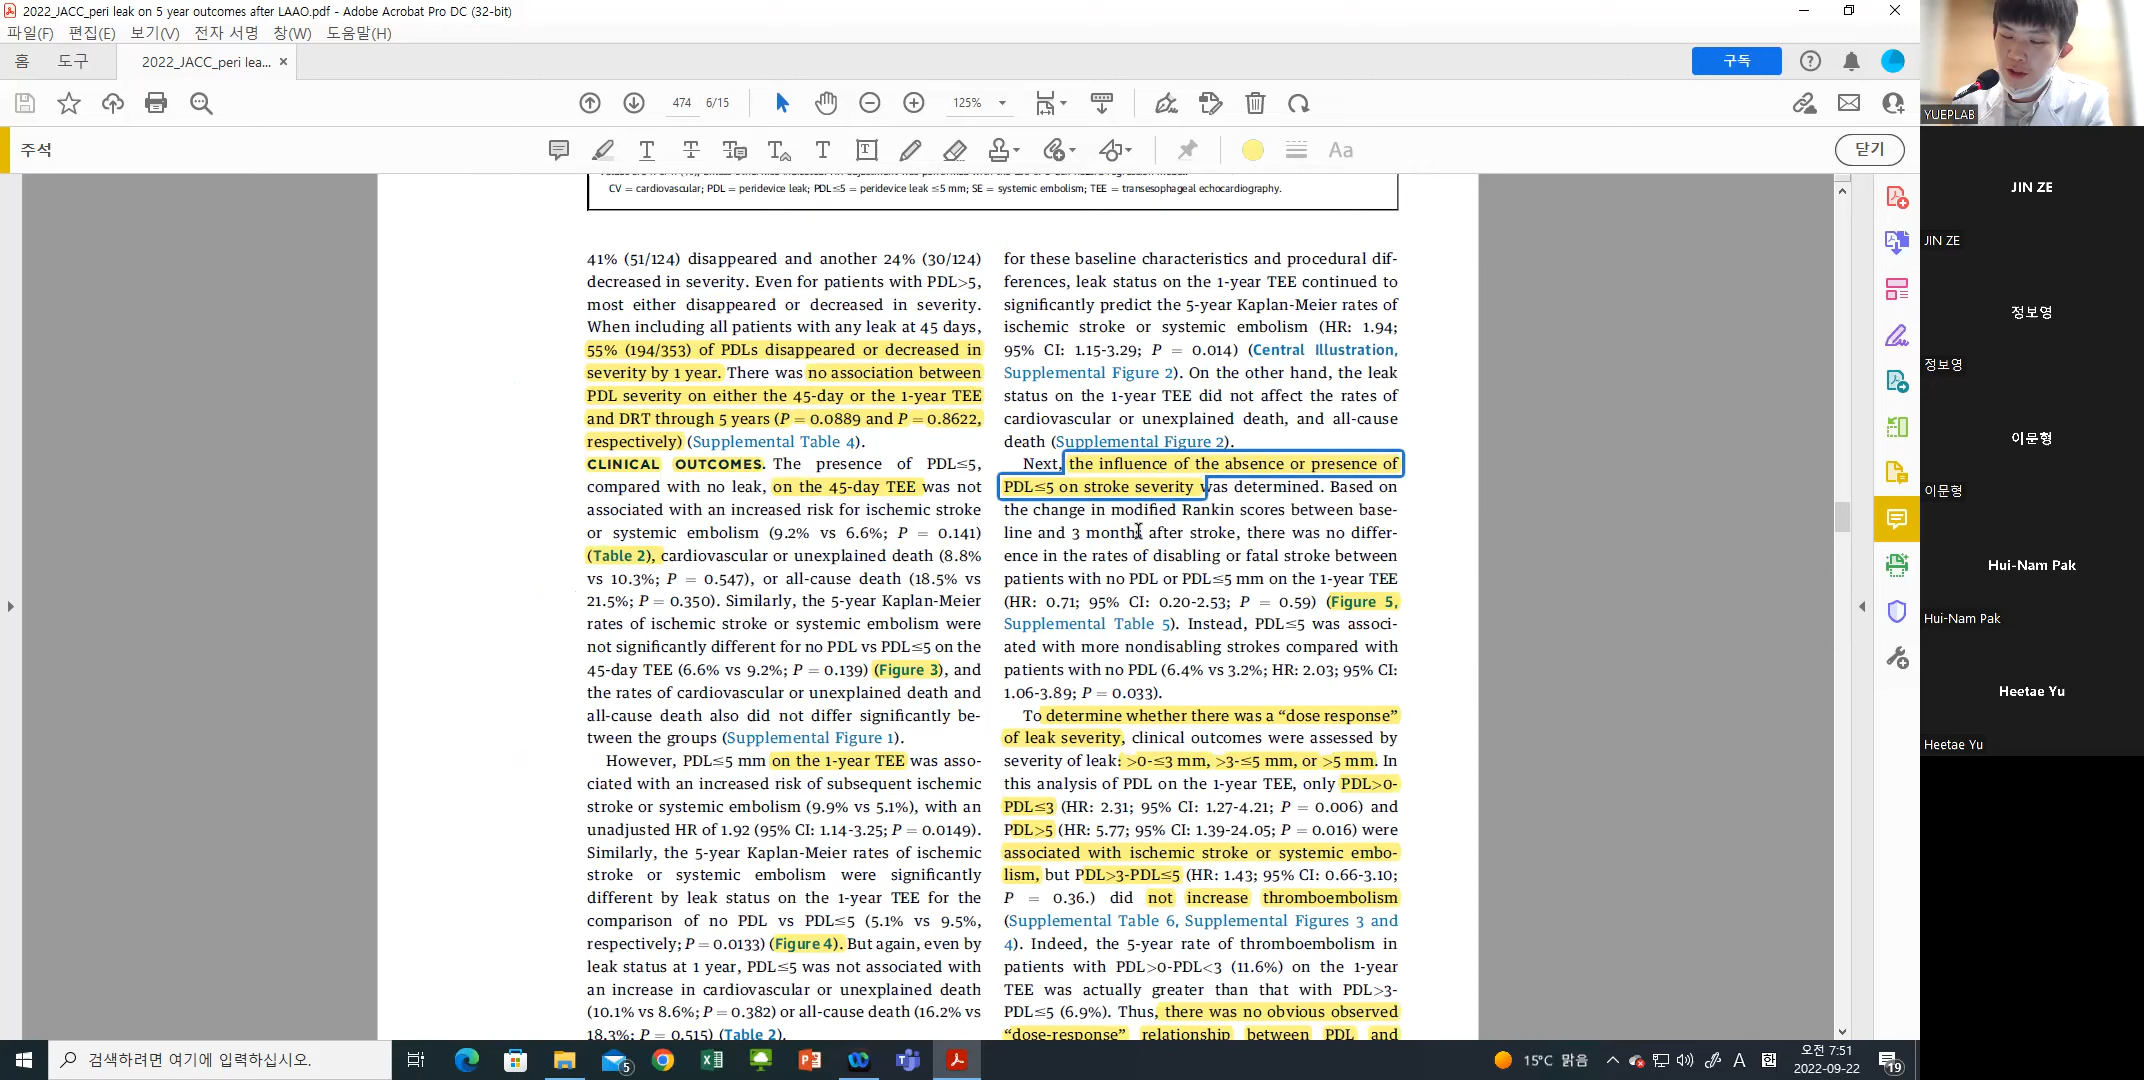 2022_JACC_peri leak on 5 year outcomes after LAAO.pdf - Adobe Acrobat Pro DC (32-bit)
파일(F) 편집(E) 보기(V) 전자 서명 창(W) 도움말(H)
홈 도구 2022_JACC_peri lea... × 구독
474 6/15 125%
주석 Aa 닫기
CV = cardiovascular; PDL = peridevice leak; PDL≤5 = peridevice leak ≤5 mm; SE = systemic embolism; TEE = transesophageal echocardiography.
41% (51/124) disappeared and another 24% (30/124)
decreased in severity. Even for patients with PDL>5,
most either disappeared or decreased in severity.
When including all patients with any leak at 45 days,
55% (194/353) of PDLs disappeared or decreased in
severity by 1 year. There was no association between
PDL severity on either the 45-day or the 1-year TEE
and DRT through 5 years (P = 0.0889 and P = 0.8622,
respectively) (Supplemental Table 4).
CLINICAL OUTCOMES. The presence of PDL≤5,
compared with no leak, on the 45-day TEE was not
associated with an increased risk for ischemic stroke
or systemic embolism (9.2% vs 6.6%; P = 0.141)
(Table 2), cardiovascular or unexplained death (8.8%
vs 10.3%; P = 0.547), or all-cause death (18.5% vs
21.5%; P = 0.350). Similarly, the 5-year Kaplan-Meier
rates of ischemic stroke or systemic embolism were
not significantly different for no PDL vs PDL≤5 on the
45-day TEE (6.6% vs 9.2%; P = 0.139) (Figure 3), and
the rates of cardiovascular or unexplained death and
all-cause death also did not differ significantly be-
tween the groups (Supplemental Figure 1).
However, PDL≤5 mm on the 1-year TEE was asso-
ciated with an increased risk of subsequent ischemic
stroke or systemic embolism (9.9% vs 5.1%), with an
unadjusted HR of 1.92 (95% CI: 1.14-3.25; P = 0.0149).
Similarly, the 5-year Kaplan-Meier rates of ischemic
stroke or systemic embolism were significantly
different by leak status on the 1-year TEE for the
comparison of no PDL vs PDL≤5 (5.1% vs 9.5%,
respectively; P = 0.0133) (Figure 4). But again, even by
leak status at 1 year, PDL≤5 was not associated with
an increase in cardiovascular or unexplained death
(10.1% vs 8.6%; P = 0.382) or all-cause death (16.2% vs
18.3%; P = 0.515) (Table 2).
for these baseline characteristics and procedural dif-
ferences, leak status on the 1-year TEE continued to
significantly predict the 5-year Kaplan-Meier rates of
ischemic stroke or systemic embolism (HR: 1.94;
95% CI: 1.15-3.29; P = 0.014) (Central Illustration,
Supplemental Figure 2). On the other hand, the leak
status on the 1-year TEE did not affect the rates of
cardiovascular or unexplained death, and all-cause
death (Supplemental Figure 2).
Next, the influence of the absence or presence of
PDL≤5 on stroke severity was determined. Based on
the change in modified Rankin scores between base-
line and 3 months after stroke, there was no differ-
ence in the rates of disabling or fatal stroke between
patients with no PDL or PDL≤5 mm on the 1-year TEE
(HR: 0.71; 95% CI: 0.20-2.53; P = 0.59) (Figure 5,
Supplemental Table 5). Instead, PDL≤5 was associ-
ated with more nondisabling strokes compared with
patients with no PDL (6.4% vs 3.2%; HR: 2.03; 95% CI:
1.06-3.89; P = 0.033).
To determine whether there was a “dose response”
of leak severity, clinical outcomes were assessed by
severity of leak: >0-≤3 mm, >3-≤5 mm, or >5 mm. In
this analysis of PDL on the 1-year TEE, only PDL>0-
PDL≤3 (HR: 2.31; 95% CI: 1.27-4.21; P = 0.006) and
PDL>5 (HR: 5.77; 95% CI: 1.39-24.05; P = 0.016) were
associated with ischemic stroke or systemic embo-
lism, but PDL>3-PDL≤5 (HR: 1.43; 95% CI: 0.66-3.10;
P = 0.36.) did not increase thromboembolism
(Supplemental Table 6, Supplemental Figures 3 and
4). Indeed, the 5-year rate of thromboembolism in
patients with PDL>0-PDL<3 (11.6%) on the 1-year
TEE was actually greater than that with PDL>3-
PDL≤5 (6.9%). Thus, there was no obvious observed
“dose-response” relationship between PDL and
YUEPLAB
JIN ZE
JIN ZE
정보영
정보영
이문형
이문형
Hui-Nam Pak
Hui-Nam Pak
Heetae Yu
Heetae Yu
검색하려면 여기에 입력하십시오.
5
15°C 맑음
A 한
오전 7:51
2022-09-22
19